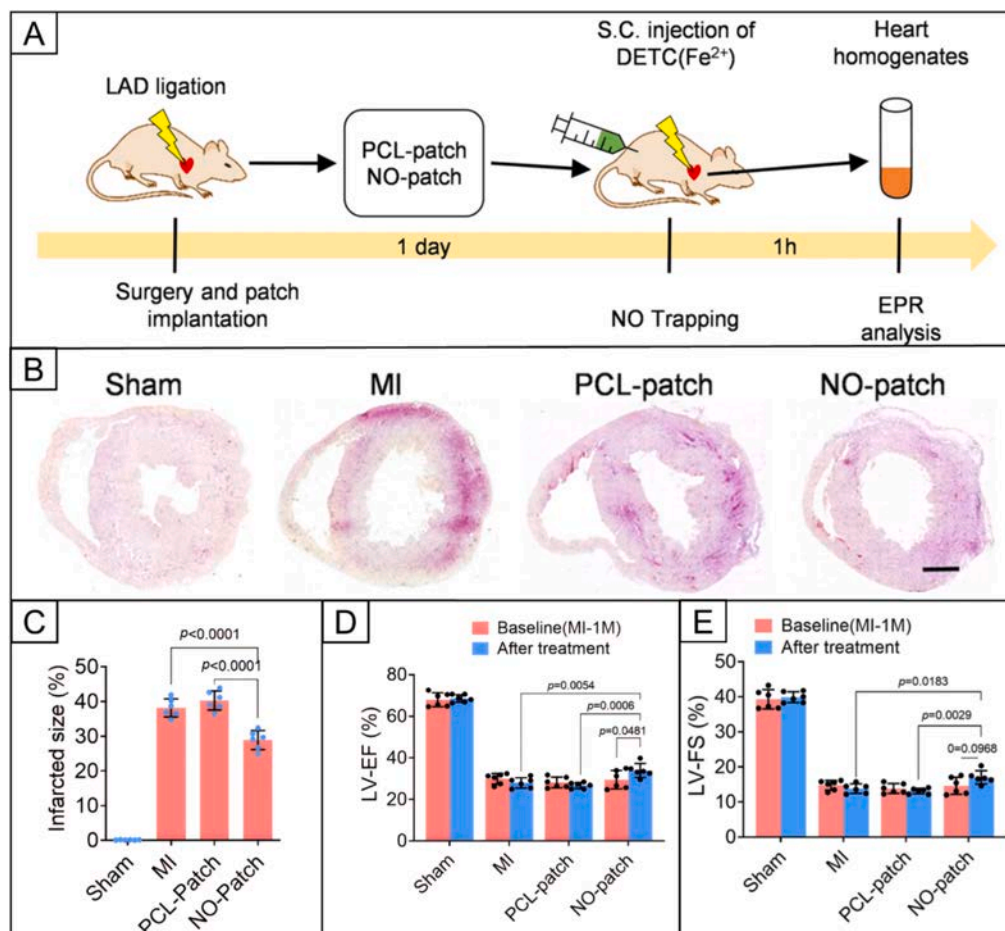 A
LAD ligation
PCL-patch
NO-patch
S.C. injection of
DETC(Fe²⁺)
Heart
homogenates
1 day
1h
Surgery and patch
implantation
NO Trapping
EPR
analysis
B
Sham
MI
PCL-patch
NO-patch
C
Infarcted size (%)
50
40
30
20
10
0
p<0.0001
p<0.0001
Sham
MI
PCL-Patch
NO-Patch
D
Baseline(MI-1M)
After treatment
LV-EF (%)
80
60
40
20
0
p=0.0054
p=0.0006
p=0.0481
Sham
MI
PCL-patch
NO-patch
E
Baseline(MI-1M)
After treatment
LV-FS (%)
50
40
30
20
10
0
p=0.0183
p=0.0029
0=0.0968
Sham
MI
PCL-patch
NO-patch